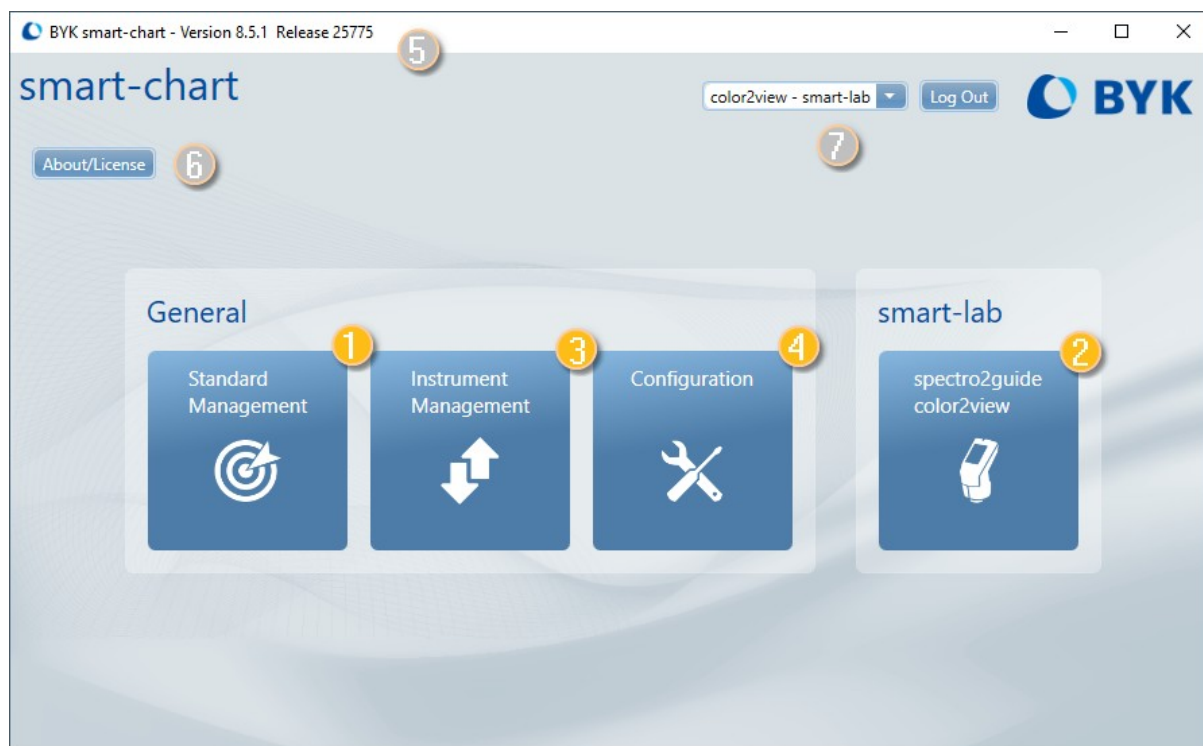 BYK smart-chart - Version 8.5.1 Release 25775
5
smart-chart
color2view - smart-lab
Log Out
BYK
7
About/License
6
General
1
Standard
Management
3
Instrument
Management
4
Configuration
smart-lab
2
spectro2guide
color2view